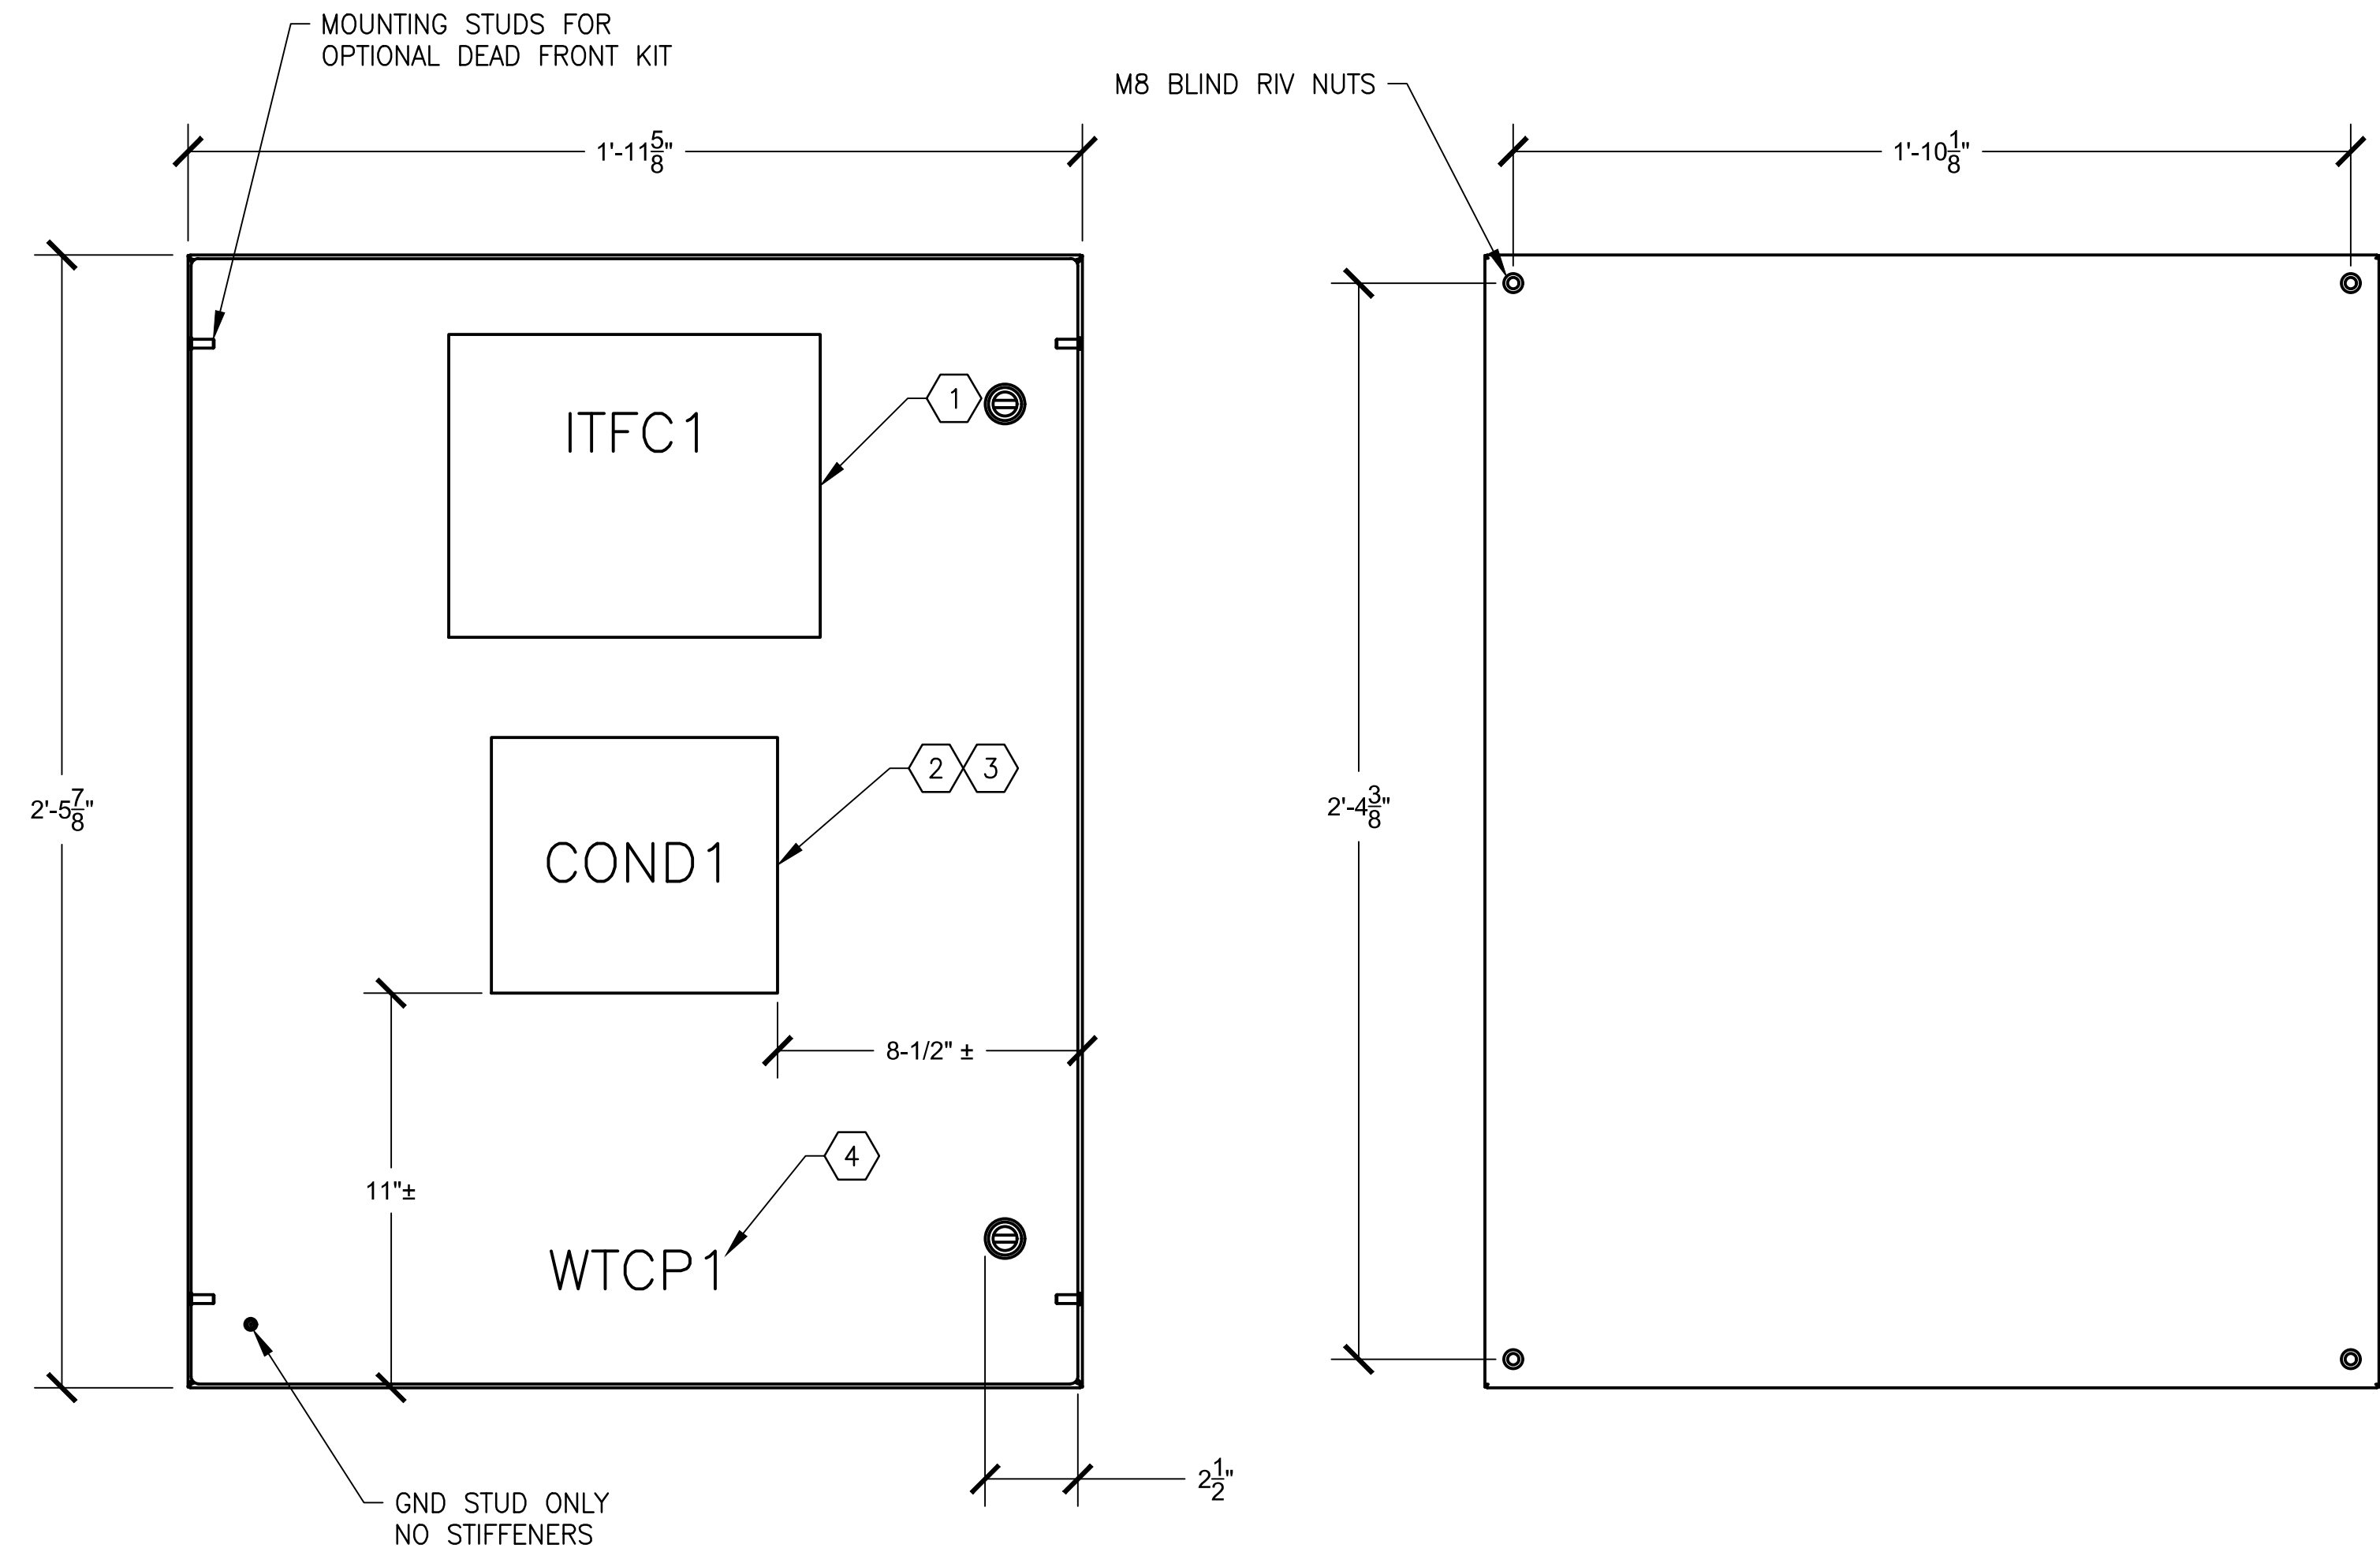 MOUNTING STUDS FOR
OPTIONAL DEAD FRONT KIT
M8 BLIND RIV NUTS
1'-11 5/8"
1'-10 1/8"
1
ITFC1
2 3
2'-5 7/8"
2'-4 3/8"
COND1
8-1/2" ±
4
11"±
WTCP1
2 1/2"
GND STUD ONLY
NO STIFFENERS